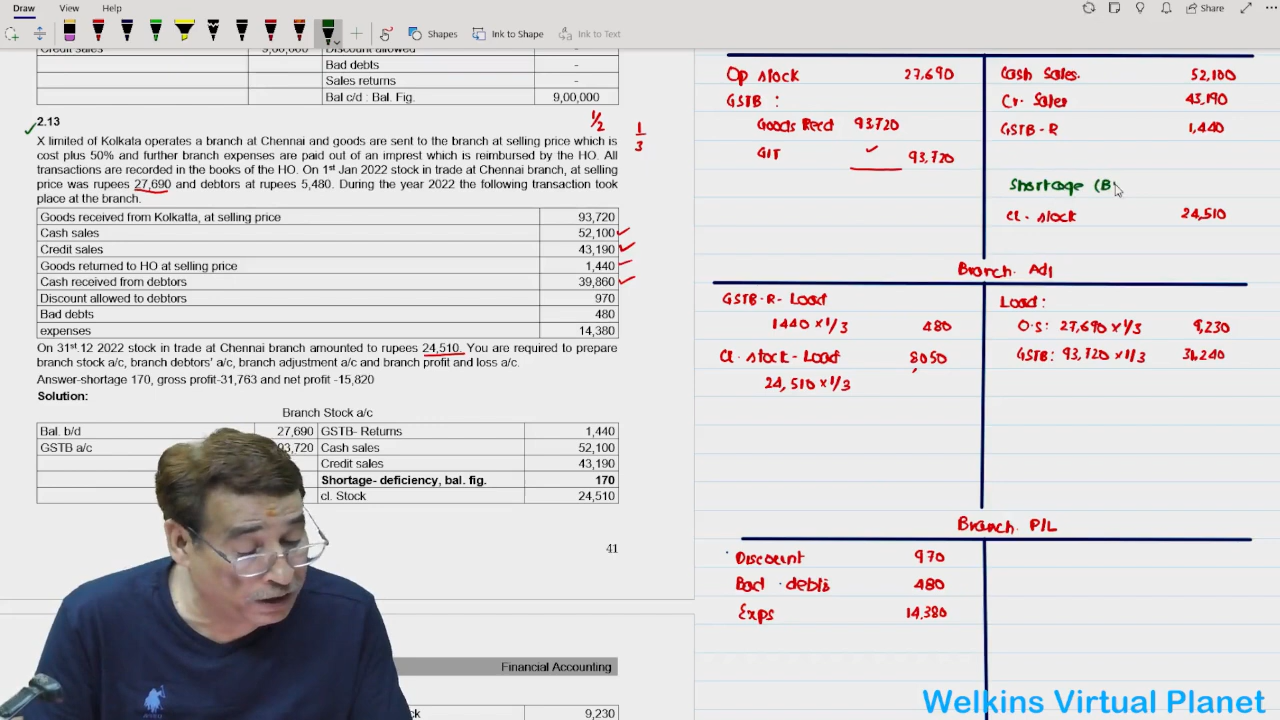 Draw View Help
Share
Shapes Ink to Shape Ink to Text
Credit sales 9,00,000 Discount allowed -
Bad debts -
Sales returns -
Bal c/d : Bal. Fig. 9,00,000
2.13
1/2 1/3
X limited of Kolkata operates a branch at Chennai and goods are sent to the branch at selling price which is
cost plus 50% and further branch expenses are paid out of an imprest which is reimbursed by the HO. All
transactions are recorded in the books of the HO. On 1st Jan 2022 stock in trade at Chennai branch, at selling
price was rupees 27,690 and debtors at rupees 5,480. During the year 2022 the following transaction took
place at the branch.
Goods received from Kolkatta, at selling price 93,720
Cash sales 52,100
Credit sales 43,190
Goods returned to HO at selling price 1,440
Cash received from debtors 39,860
Discount allowed to debtors 970
Bad debts 480
expenses 14,380
On 31st.12 2022 stock in trade at Chennai branch amounted to rupees 24,510. You are required to prepare
branch stock a/c, branch debtors' a/c, branch adjustment a/c and branch profit and loss a/c.
Answer-shortage 170, gross profit-31,763 and net profit -15,820
Solution:
Branch Stock a/c
Bal. b/d 27,690 GSTB- Returns 1,440
GSTB a/c 93,720 Cash sales 52,100
Credit sales 43,190
Shortage- deficiency, bal. fig. 170
cl. Stock 24,510
41
Financial Accounting
9,230
Op stock 27,690 Cash Sales. 52,100
GSTB : Cr. Sales 43,190
Goods Recd 93,720 GSTB-R 1,440
GIT ✓ 93,720
Shortage (B
Cl. stock 24,510
Branch. Adj
GSTB-R-Load Load :
1440 × 1/3 480 O.S: 27,690 × 1/3 9,230
Cl. stock-Load 8050 GSTB: 93,720 × 1/3 31,240
24,510 × 1/3
Branch. P/L
Discount 970
Bad debts 480
Exps 14,380
Welkins Virtual Planet